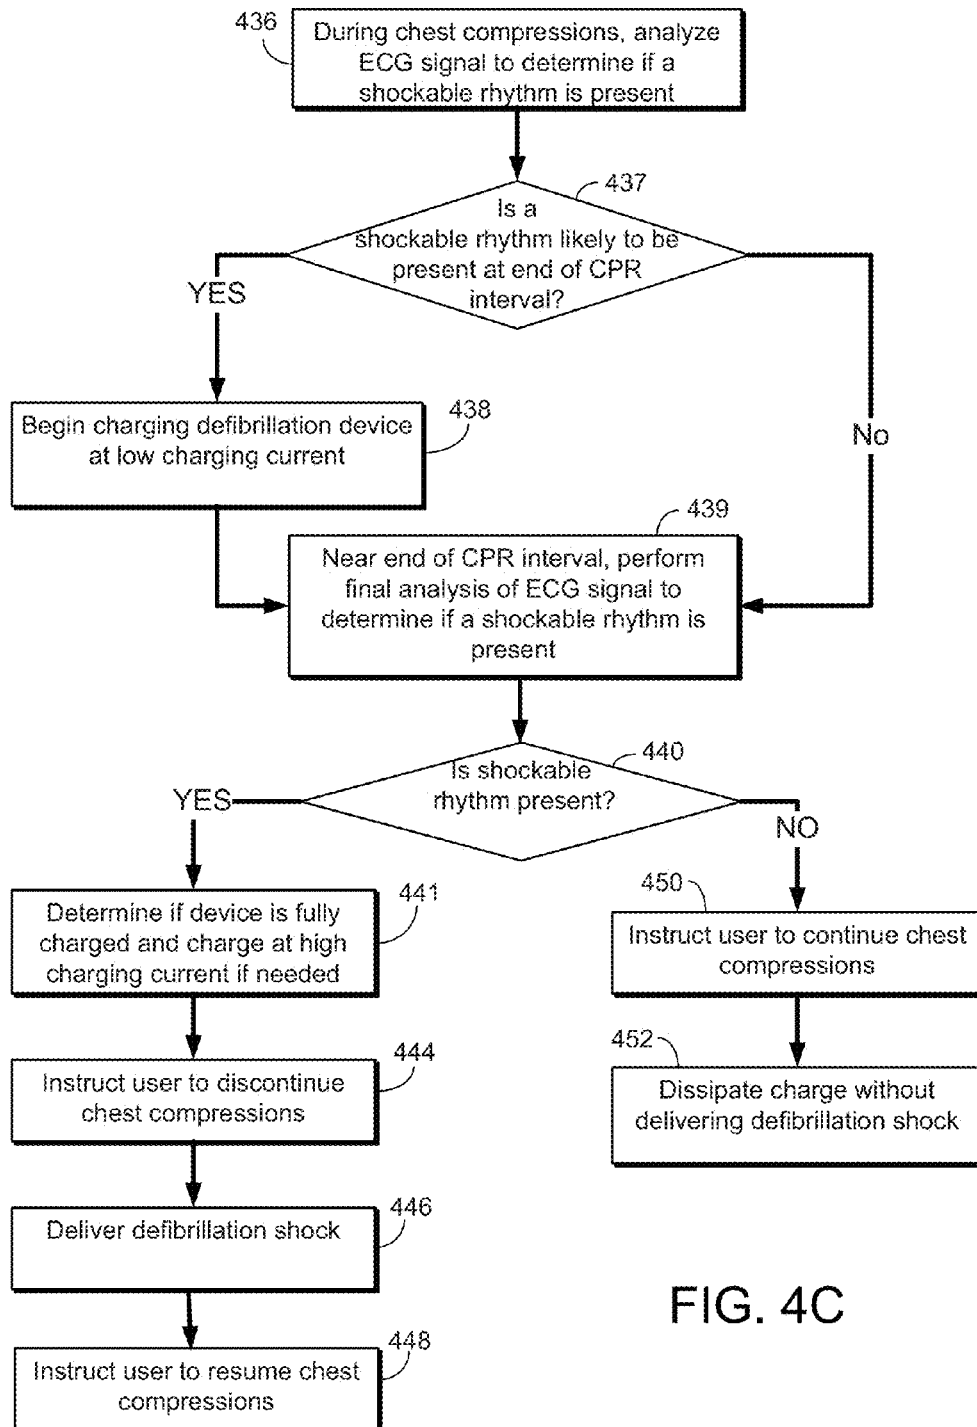 436
During chest compressions, analyze
ECG signal to determine if a
shockable rhythm is present
437
Is a
shockable rhythm likely to be
present at end of CPR
interval?
YES
No
438
Begin charging defibrillation device
at low charging current
439
Near end of CPR interval, perform
final analysis of ECG signal to
determine if a shockable rhythm is
present
440
Is shockable
rhythm present?
YES
NO
441
Determine if device is fully
charged and charge at high
charging current if needed
450
Instruct user to continue chest
compressions
444
Instruct user to discontinue
chest compressions
452
Dissipate charge without
delivering defibrillation shock
446
Deliver defibrillation shock
448
Instruct user to resume chest
compressions
FIG. 4C